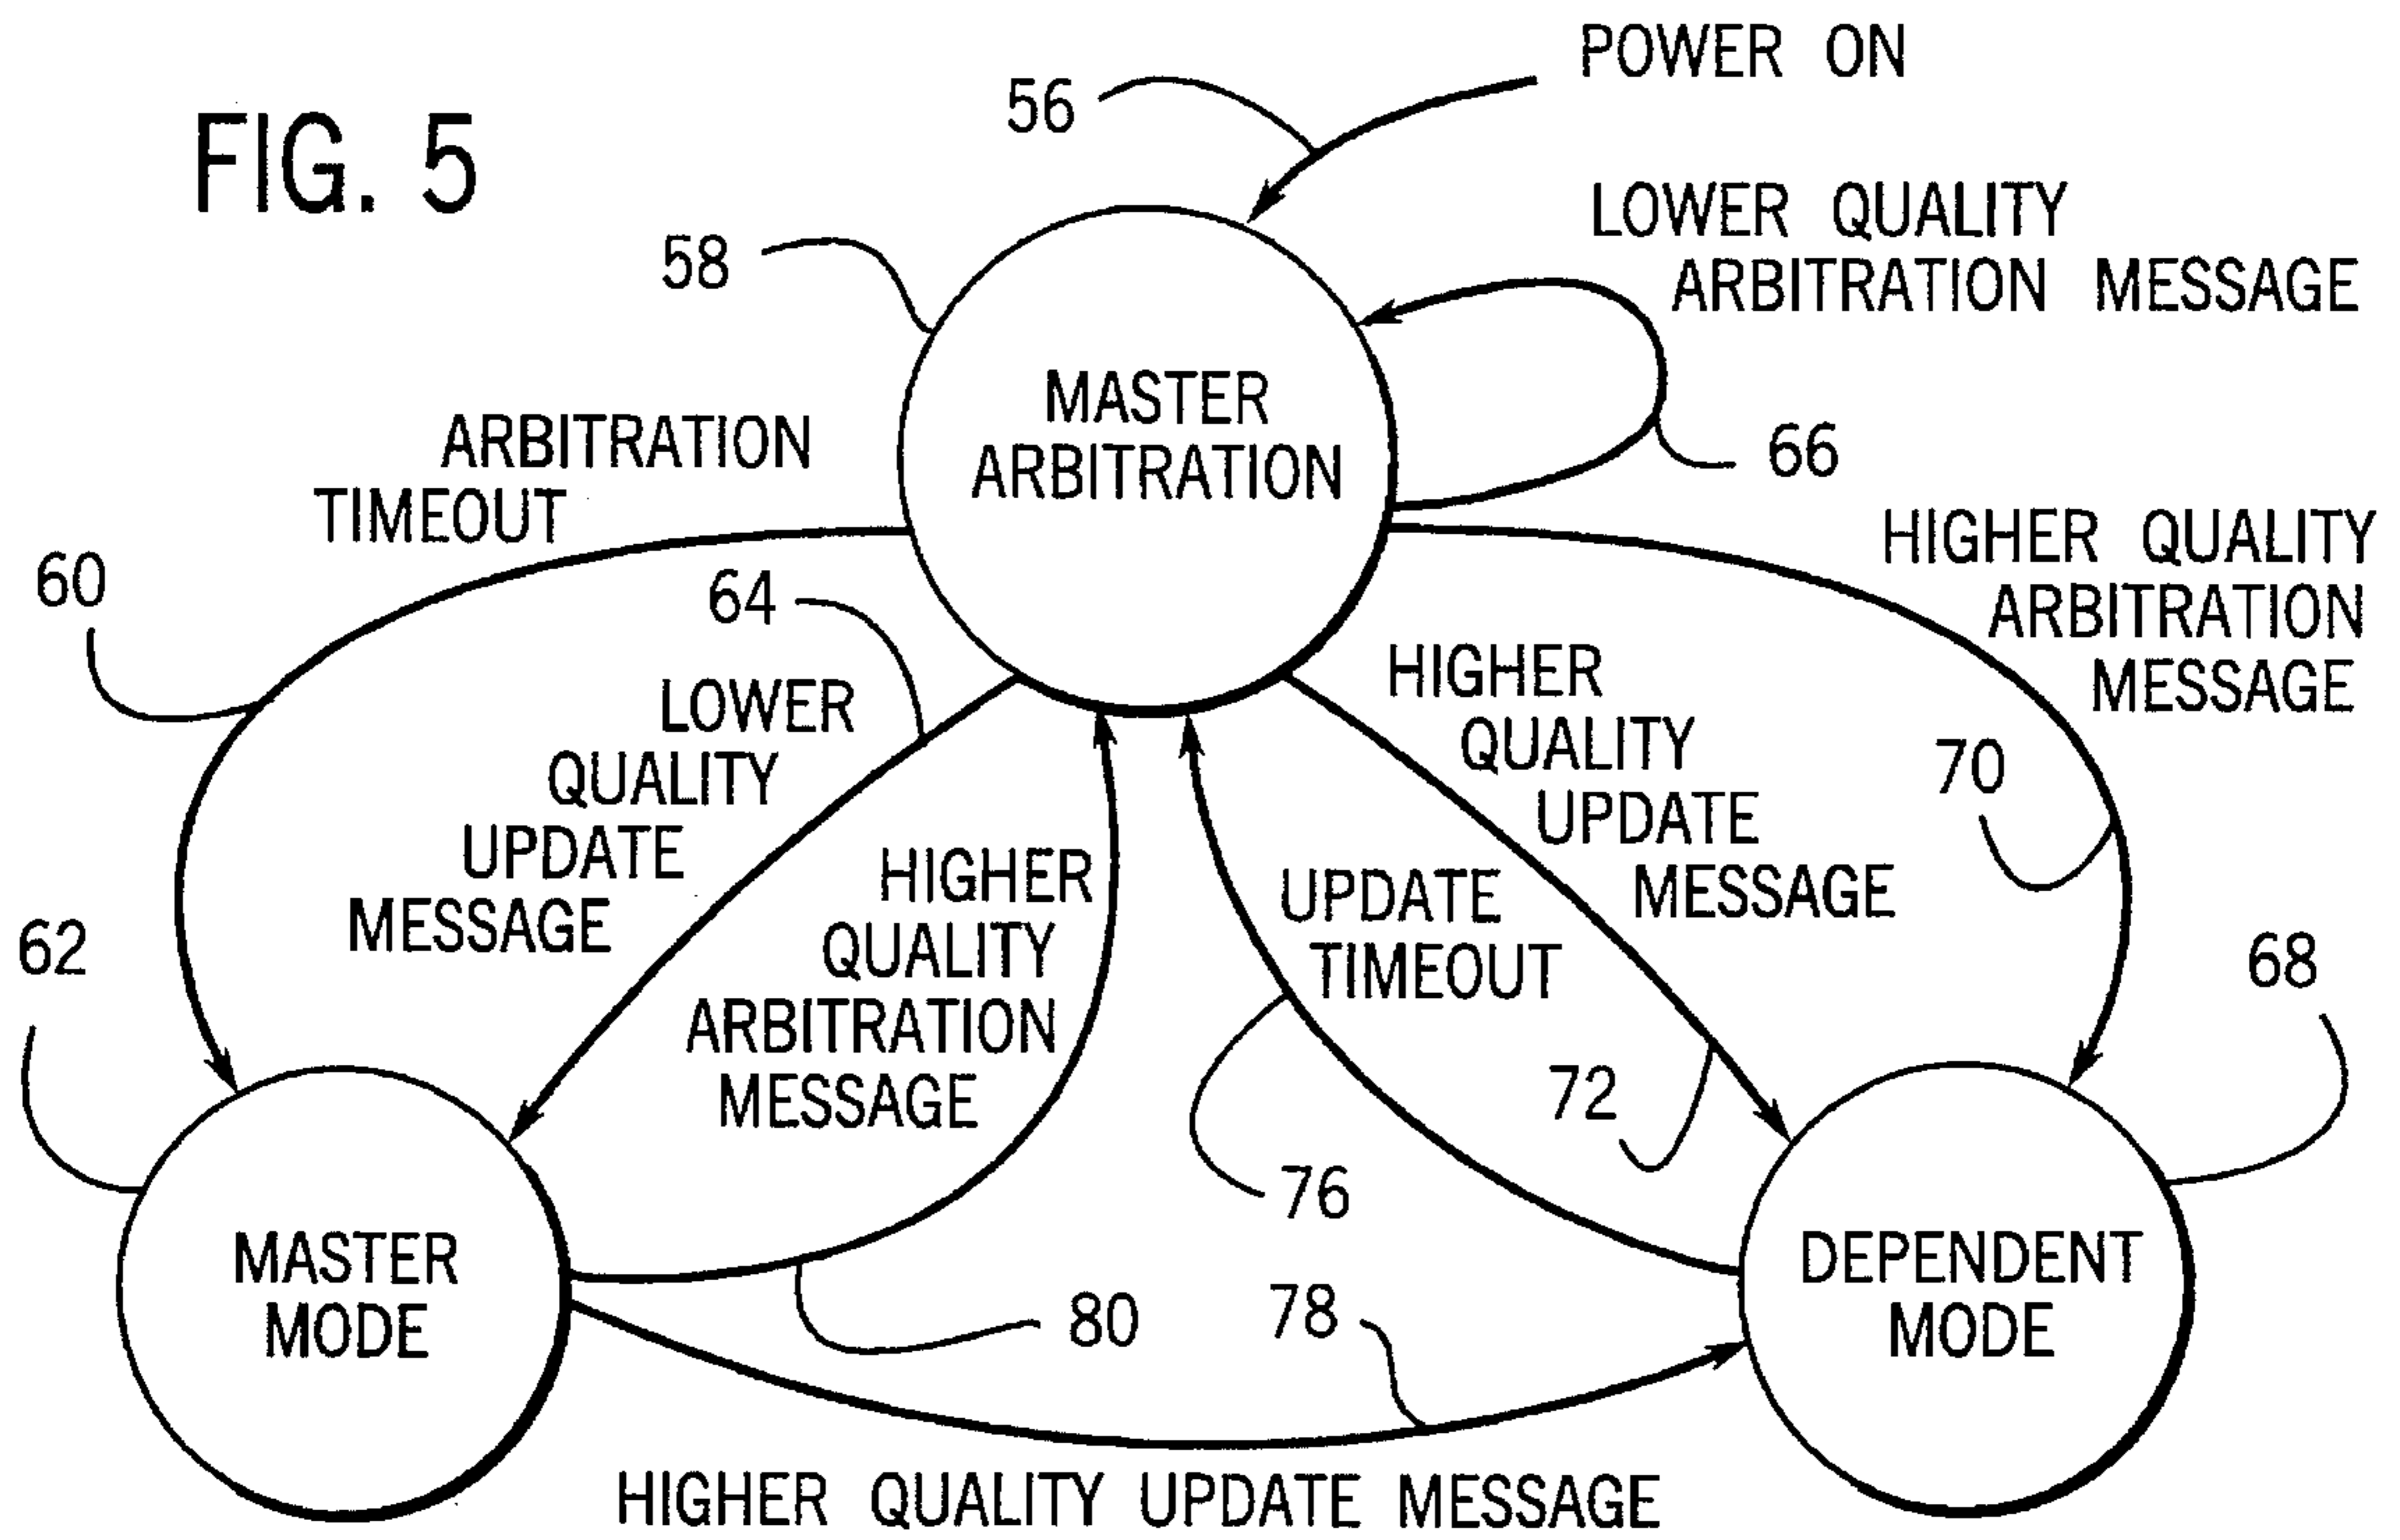 FIG. 5
POWER ON
56
LOWER QUALITY
ARBITRATION MESSAGE
58
MASTER
ARBITRATION
66
ARBITRATION
TIMEOUT
60
64
HIGHER QUALITY
ARBITRATION
MESSAGE
70
LOWER
QUALITY
UPDATE
MESSAGE
HIGHER
QUALITY
UPDATE
MESSAGE
HIGHER
QUALITY
ARBITRATION
MESSAGE
UPDATE
TIMEOUT
62
68
72
76
MASTER
MODE
80
78
DEPENDENT
MODE
HIGHER QUALITY UPDATE MESSAGE